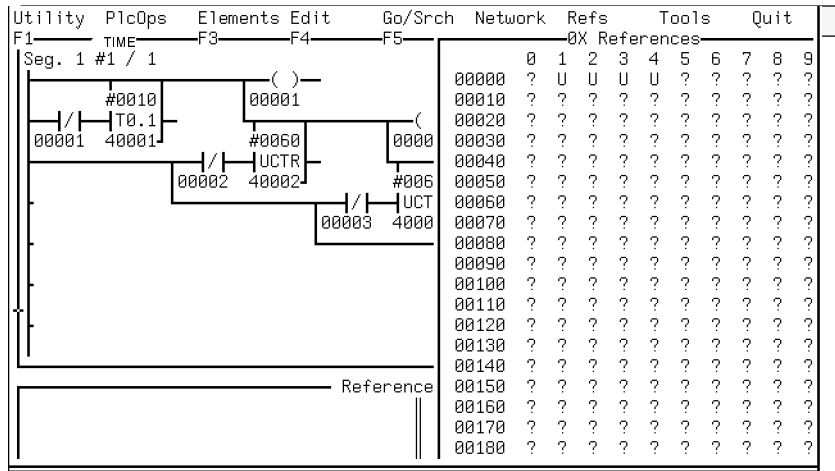 Utility PlcOps Elements Edit Go/Srch Network Refs Tools Quit
F1 TIME F3 F4 F5 0X References
Seg. 1 #1 / 1 0 1 2 3 4 5 6 7 8 9
( ) 00000 ? U U U U ? ? ? ? ?
#0010 00001 00010 ? ? ? ? ? ? ? ? ? ?
/ T0.1 ( 00020 ? ? ? ? ? ? ? ? ? ?
00001 40001 #0060 0000 00030 ? ? ? ? ? ? ? ? ? ?
/ UCTR 00040 ? ? ? ? ? ? ? ? ? ?
00002 40002 #006 00050 ? ? ? ? ? ? ? ? ? ?
/ UCT 00060 ? ? ? ? ? ? ? ? ? ?
00003 4000 00070 ? ? ? ? ? ? ? ? ? ?
00080 ? ? ? ? ? ? ? ? ? ?
00090 ? ? ? ? ? ? ? ? ? ?
00100 ? ? ? ? ? ? ? ? ? ?
00110 ? ? ? ? ? ? ? ? ? ?
00120 ? ? ? ? ? ? ? ? ? ?
00130 ? ? ? ? ? ? ? ? ? ?
00140 ? ? ? ? ? ? ? ? ? ?
Reference 00150 ? ? ? ? ? ? ? ? ? ?
00160 ? ? ? ? ? ? ? ? ? ?
00170 ? ? ? ? ? ? ? ? ? ?
00180 ? ? ? ? ? ? ? ? ? ?